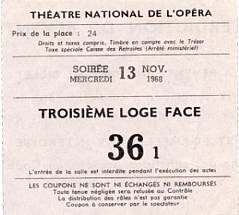 THÉATRE NATIONAL DE L'OPÉRA
Prix de la place : 24
Droits et taxes compris, Timbre en compte avec le Trésor
Taxe spéciale Caisse des Retraites (Arrêté ministériel)
SOIRÉE
MERCREDI 13 NOV.
1968
TROISIÈME LOGE FACE
36 1
L'entrée de la salle est interdite pendant l'exécution des actes
LES COUPONS NE SONT NI ÉCHANGÉS NI REMBOURSÉS
Toute tenue négligée sera refusée au Contrôle
La distribution des rôles n'est pas garantie
Coupon à conserver par le spectateur